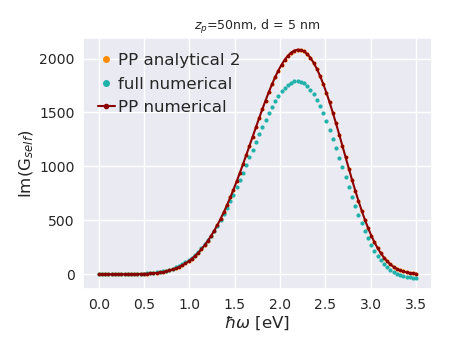 z_p=50nm, d = 5 nm
PP analytical 2
full numerical
PP numerical
Im(G_self)
2000
1500
1000
500
0
0.0 0.5 1.0 1.5 2.0 2.5 3.0 3.5
ℏω [eV]